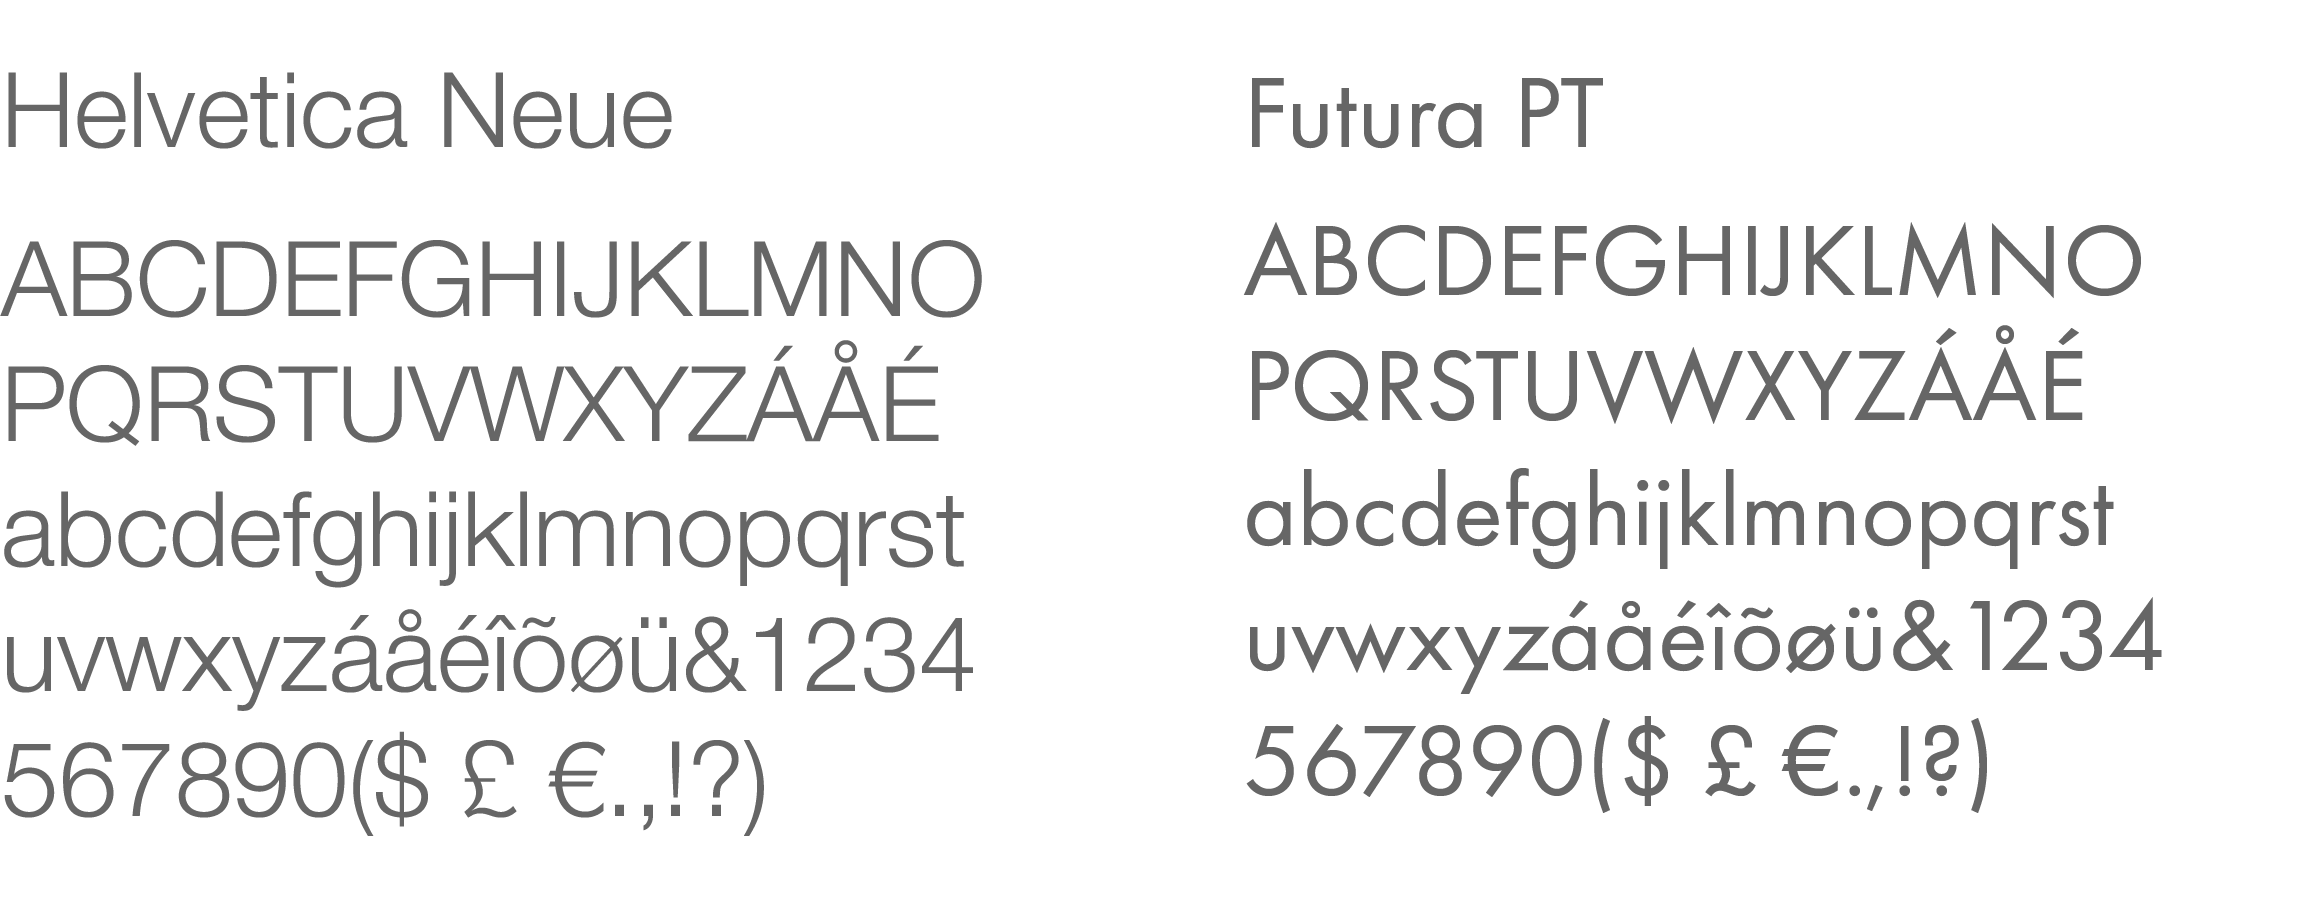 Helvetica Neue
ABCDEFGHIJKLMNO
PQRSTUVWXYZÁÅÉ
abcdefghijklmnopqrst
uvwxyzáåéîõøü&1234
567890($ £ €.,!?)
Futura PT
ABCDEFGHIJKLMNO
PQRSTUVWXYZÁÅÉ
abcdefghijklmnopqrst
uvwxyzáåéîõøü&1234
567890($ £ €.,!?)